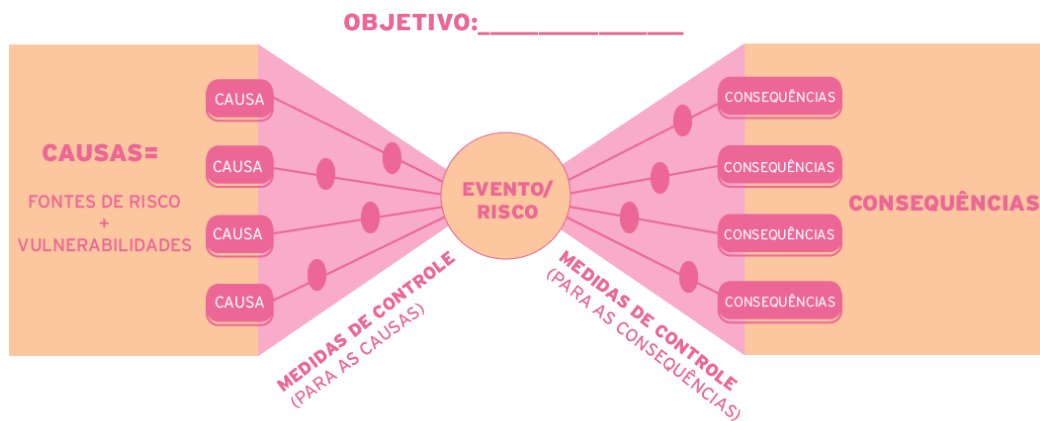 OBJETIVO:_______________
CAUSAS=
FONTES DE RISCO
+
VULNERABILIDADES
CAUSA
CAUSA
CAUSA
CAUSA
MEDIDAS DE CONTROLE
(PARA AS CAUSAS)
EVENTO/
RISCO
MEDIDAS DE CONTROLE
(PARA AS CONSEQUÊNCIAS)
CONSEQUÊNCIAS
CONSEQUÊNCIAS
CONSEQUÊNCIAS
CONSEQUÊNCIAS
CONSEQUÊNCIAS